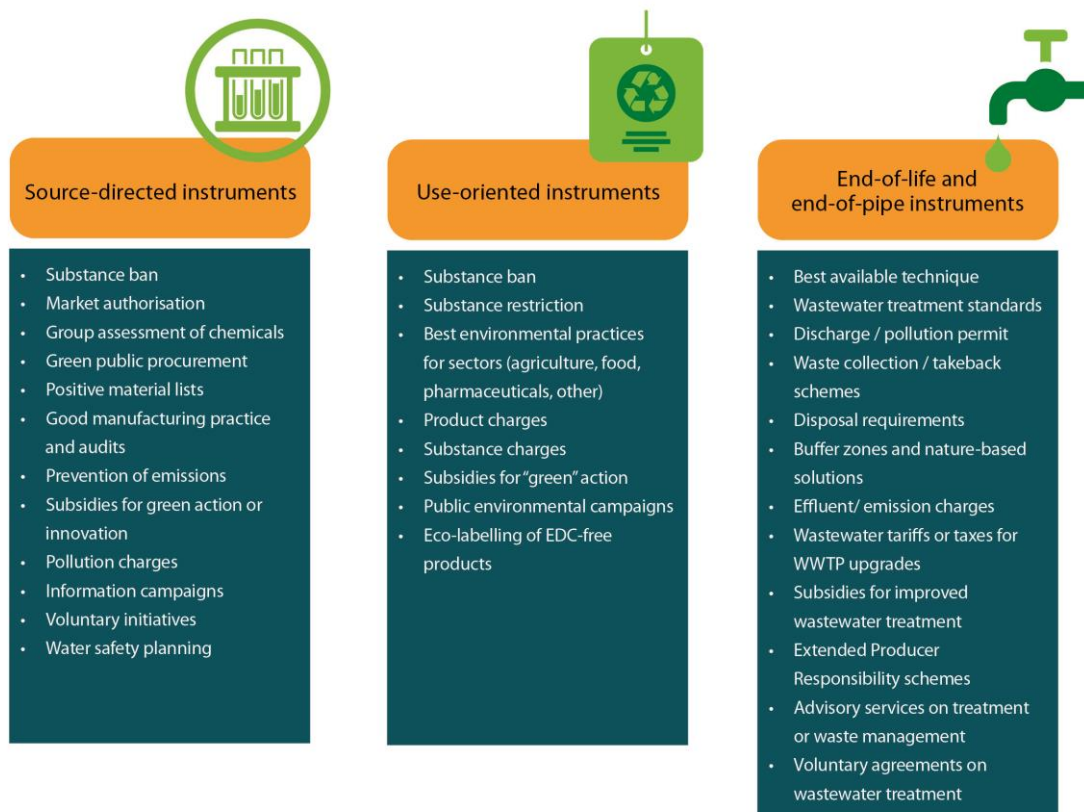 Source-directed instruments
• Substance ban
• Market authorisation
• Group assessment of chemicals
• Green public procurement
• Positive material lists
• Good manufacturing practice
and audits
• Prevention of emissions
• Subsidies for green action or
innovation
• Pollution charges
• Information campaigns
• Voluntary initiatives
• Water safety planning
Use-oriented instruments
• Substance ban
• Substance restriction
• Best environmental practices
for sectors (agriculture, food,
pharmaceuticals, other)
• Product charges
• Substance charges
• Subsidies for “green” action
• Public environmental campaigns
• Eco-labelling of EDC-free
products
End-of-life and
end-of-pipe instruments
• Best available technique
• Wastewater treatment standards
• Discharge / pollution permit
• Waste collection / takeback
schemes
• Disposal requirements
• Buffer zones and nature-based
solutions
• Effluent/ emission charges
• Wastewater tariffs or taxes for
WWTP upgrades
• Subsidies for improved
wastewater treatment
• Extended Producer
Responsibility schemes
• Advisory services on treatment
or waste management
• Voluntary agreements on
wastewater treatment